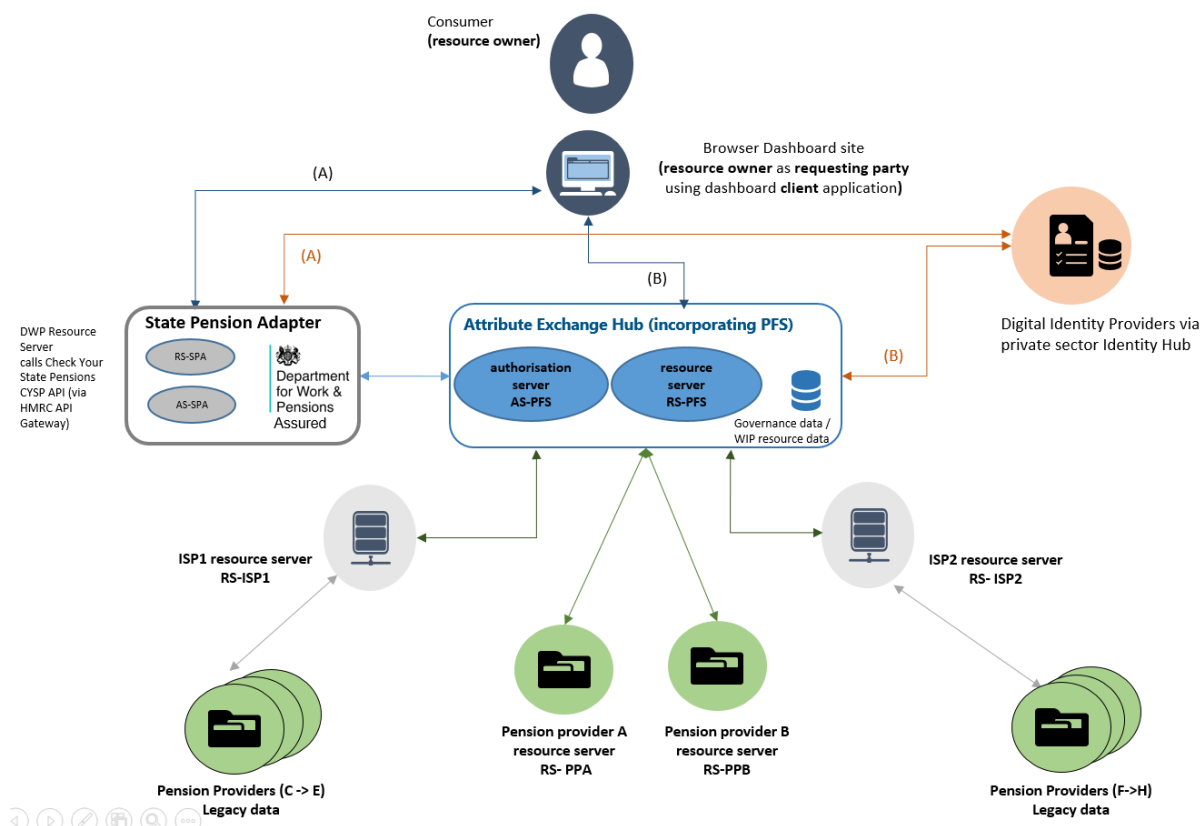 Consumer
(resource owner)
Browser Dashboard site
(resource owner as requesting party
using dashboard client application)
(A)
(A)
(B)
(B)
Digital Identity Providers via
private sector Identity Hub
DWP Resource
Server
calls Check Your
State Pensions
CYSP API (via
HMRC API
Gateway)
State Pension Adapter
RS-SPA
AS-SPA
Department
for Work &
Pensions
Assured
Attribute Exchange Hub (incorporating PFS)
authorisation
server
AS-PFS
resource
server
RS-PFS
Governance data /
WIP resource data
ISP1 resource server
RS-ISP1
ISP2 resource server
RS- ISP2
Pension provider A
resource server
RS- PPA
Pension provider B
resource server
RS-PPB
Pension Providers (C -> E)
Legacy data
Pension Providers (F->H)
Legacy data